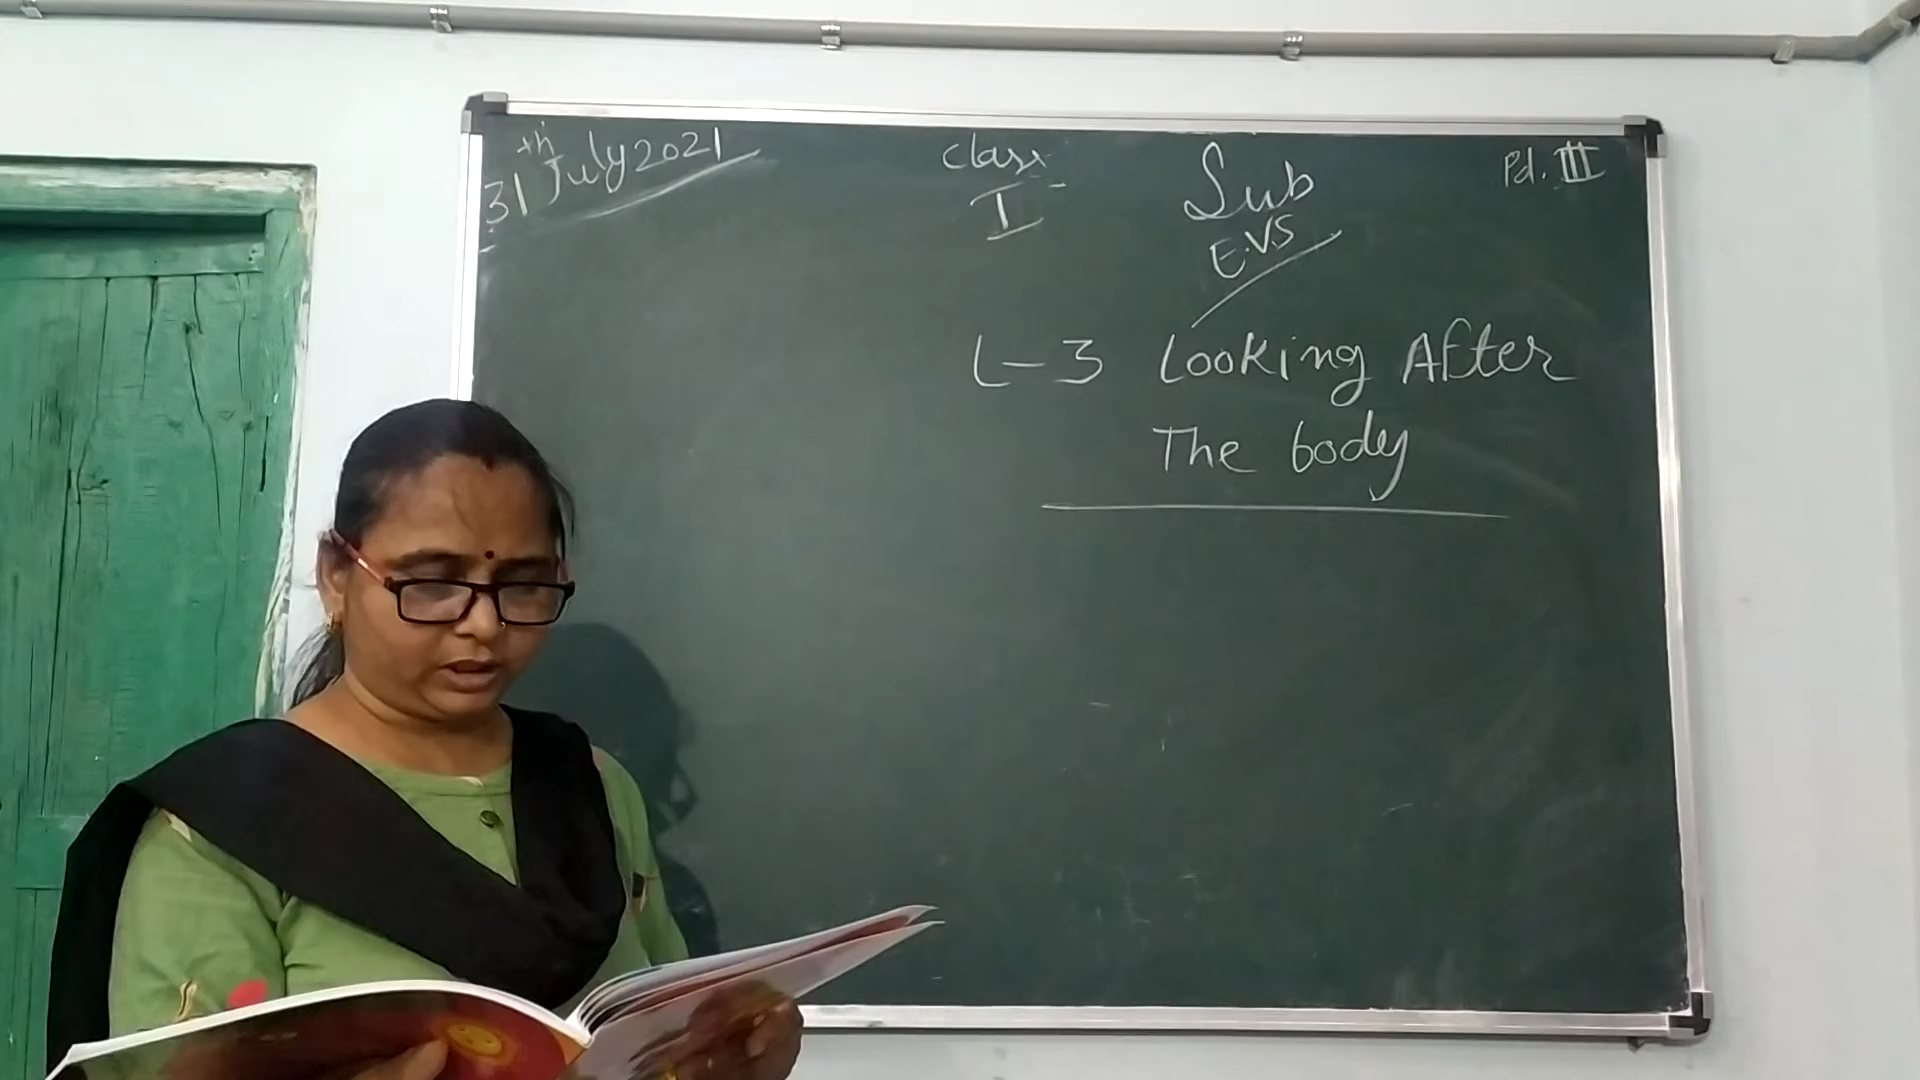 31th July 2021
Class
I
Sub
E.V.S
Pd. III
L-3 Looking After
The body